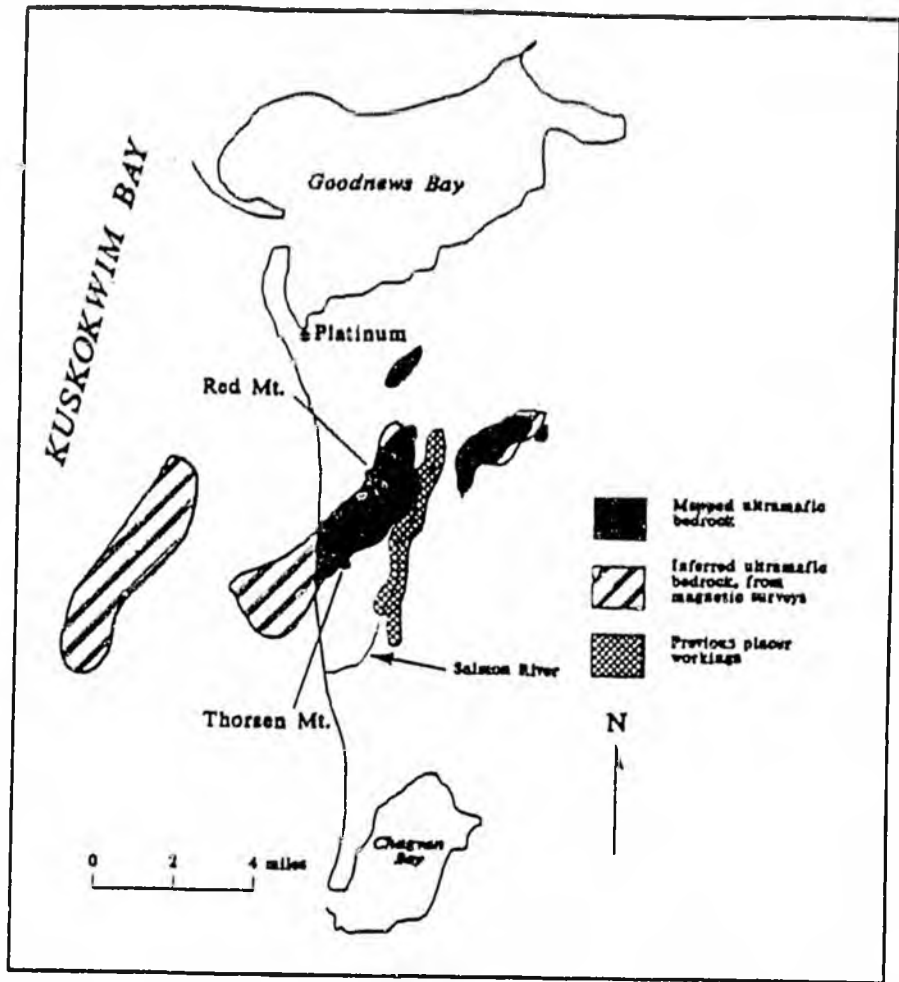 Goodnews Bay
KUSKOKWIM BAY
Platinum
Red Mt.
Mapped ultramafic
bedrock
Inferred ultramafic
bedrock, from
magnetic surveys
Previous placer
workings
Salmon River
Thorsen Mt.
N
Chagvan
Bay
0 2 4 miles